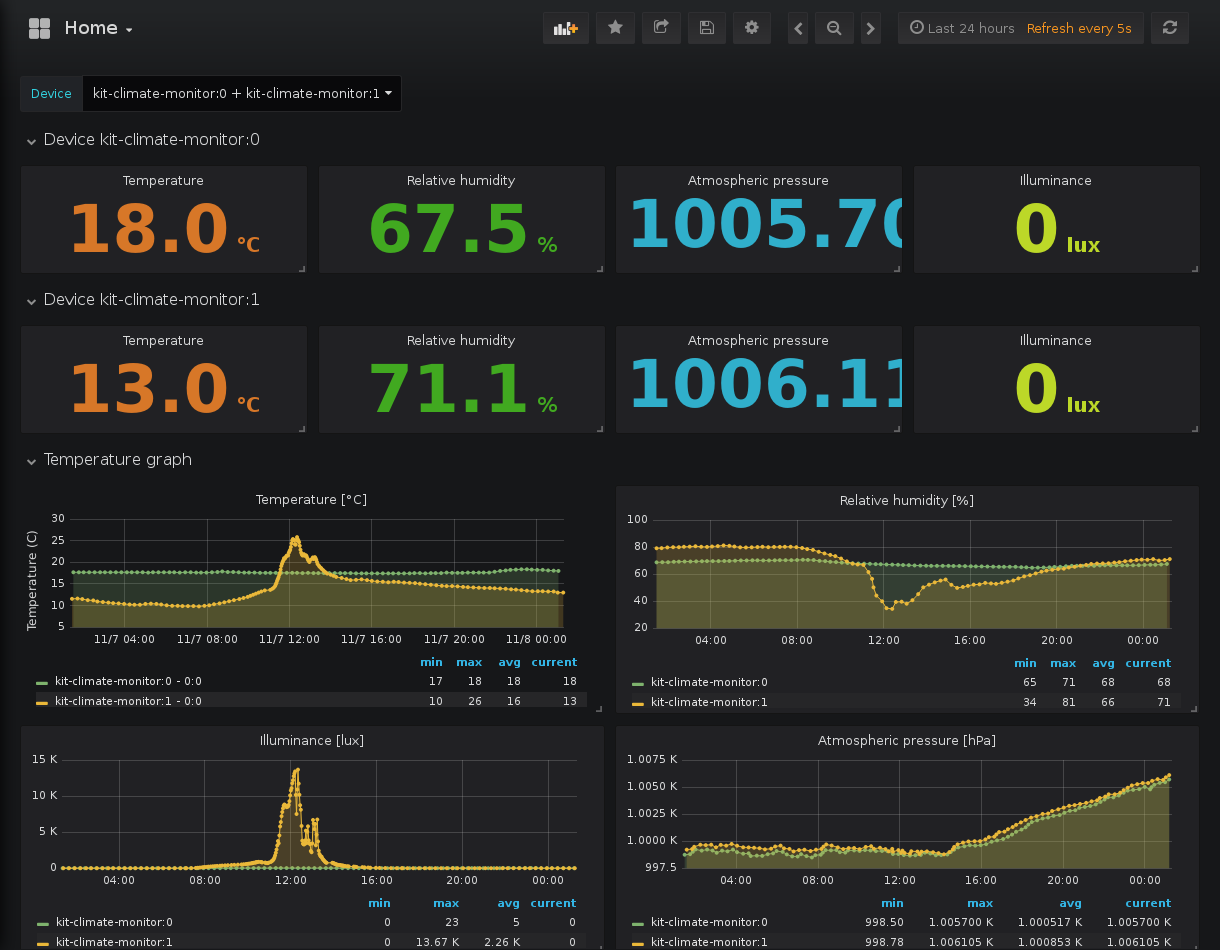 Home
Last 24 hours Refresh every 5s
Device kit-climate-monitor:0 + kit-climate-monitor:1
Device kit-climate-monitor:0
Temperature Relative humidity Atmospheric pressure Illuminance
18.0 °C 67.5 % 1005.70 0 lux
Device kit-climate-monitor:1
Temperature Relative humidity Atmospheric pressure Illuminance
13.0 °C 71.1 % 1006.11 0 lux
Temperature graph
Temperature [°C]
Temperature (C)
30
25
20
15
10
5
11/7 04:00 11/7 08:00 11/7 12:00 11/7 16:00 11/7 20:00 11/8 00:00
min max avg current
kit-climate-monitor:0 - 0:0 17 18 18 18
kit-climate-monitor:1 - 0:0 10 26 16 13
Relative humidity [%]
100
80
60
40
20
04:00 08:00 12:00 16:00 20:00 00:00
min max avg current
kit-climate-monitor:0 65 71 68 68
kit-climate-monitor:1 34 81 66 71
Illuminance [lux]
15 K
10 K
5 K
0
04:00 08:00 12:00 16:00 20:00 00:00
min max avg current
kit-climate-monitor:0 0 23 5 0
kit-climate-monitor:1 0 13.67 K 2.26 K 0
Atmospheric pressure [hPa]
1.0075 K
1.0050 K
1.0025 K
1.0000 K
997.5
04:00 08:00 12:00 16:00 20:00 00:00
min max avg current
kit-climate-monitor:0 998.50 1.005700 K 1.000517 K 1.005700 K
kit-climate-monitor:1 998.78 1.006105 K 1.000853 K 1.006105 K